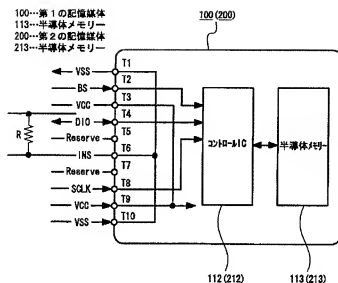 100…第1の記憶媒体
113…半導体メモリー
200…第2の記憶媒体
213…半導体メモリー
100(200)
VSS T1
BS T2
VCC T3
DIO T4
Reserve T5
R
INS T6
Reserve T7
SCLK T8
VCC T9
VSS T10
コントロールIC
半導体メモリー
112(212)
113(213)